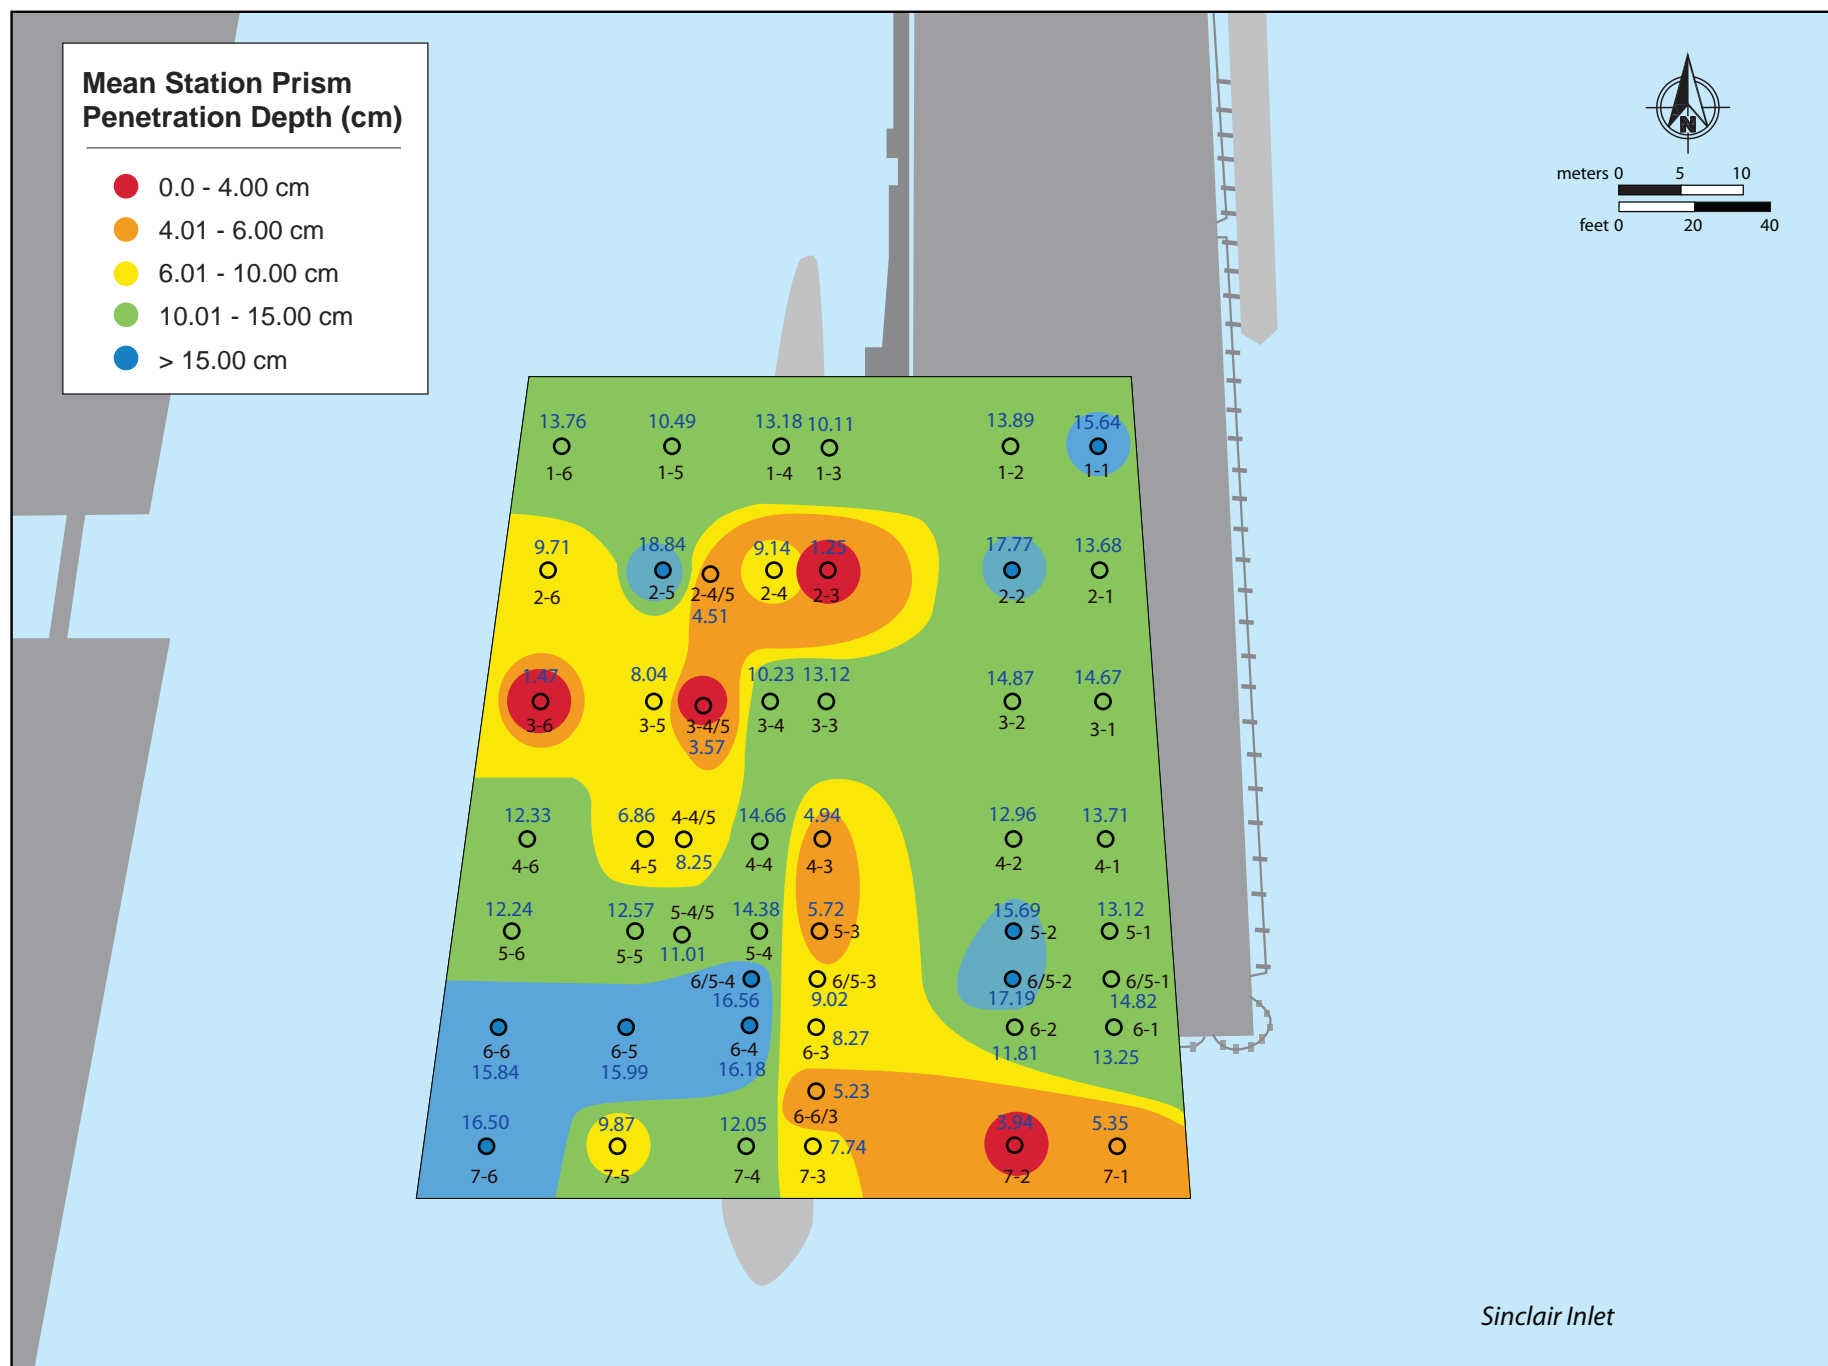 Mean Station Prism
Penetration Depth (cm)
0.0 - 4.00 cm
4.01 - 6.00 cm
6.01 - 10.00 cm
10.01 - 15.00 cm
> 15.00 cm
N
meters 0 5 10
feet 0 20 40
13.76 10.49 13.18 10.11 13.89 15.64
1-6 1-5 1-4 1-3 1-2 1-1
9.71 18.84 9.14 1.25 17.77 13.68
2-6 2-5 2-4/5 2-4 2-3 2-2 2-1
4.51
1.47 8.04 10.23 13.12 14.87 14.67
3-6 3-5 3-4/5 3-4 3-3 3-2 3-1
3.57
12.33 6.86 4-4/5 14.66 4.94 12.96 13.71
4-6 4-5 8.25 4-4 4-3 4-2 4-1
12.24 12.57 5-4/5 14.38 5.72 15.69 13.12
5-3 5-2 5-1
5-6 5-5 11.01 5-4
6/5-4 6/5-3 6/5-2 6/5-1
16.56 9.02 17.19 14.82
8.27 6-2 6-1
6-6 6-5 6-4 6-3 11.81 13.25
15.84 15.99 16.18
5.23
6-6/3
16.50 9.87 12.05 3.94 5.35
7.74
7-6 7-5 7-4 7-3 7-2 7-1
Sinclair Inlet